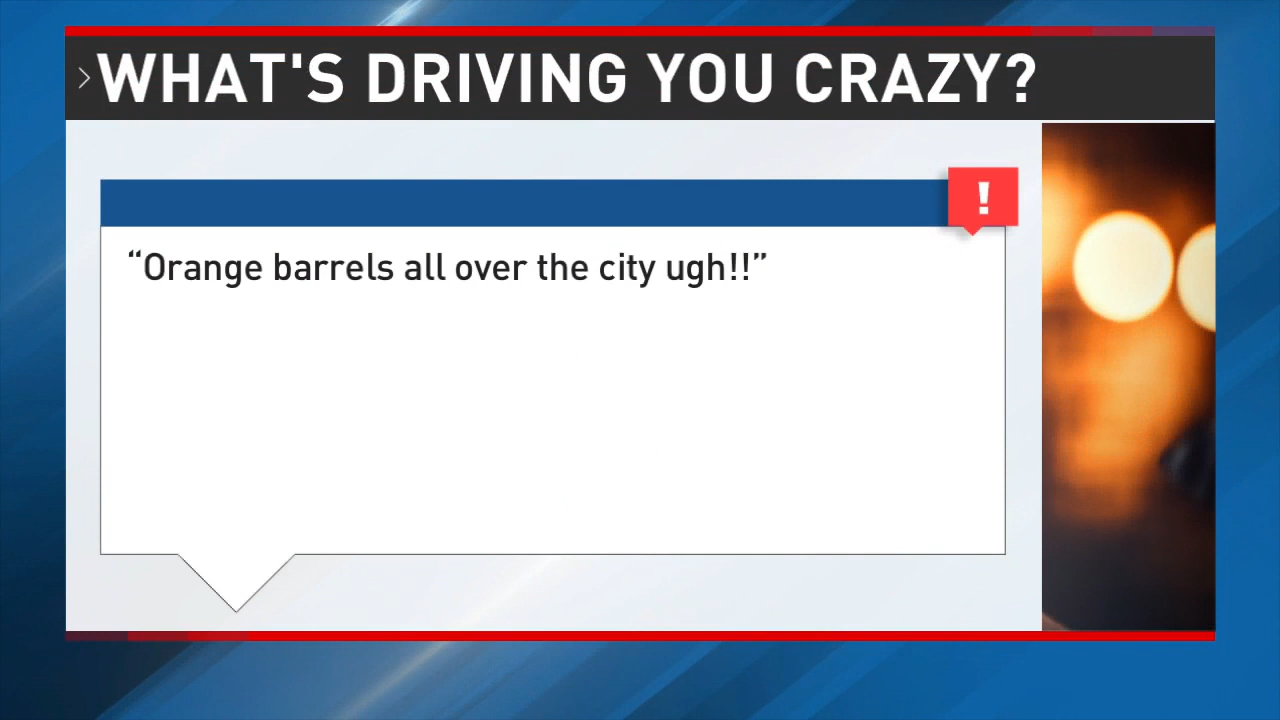 WHAT'S DRIVING YOU CRAZY?
!
“Orange barrels all over the city ugh!!”